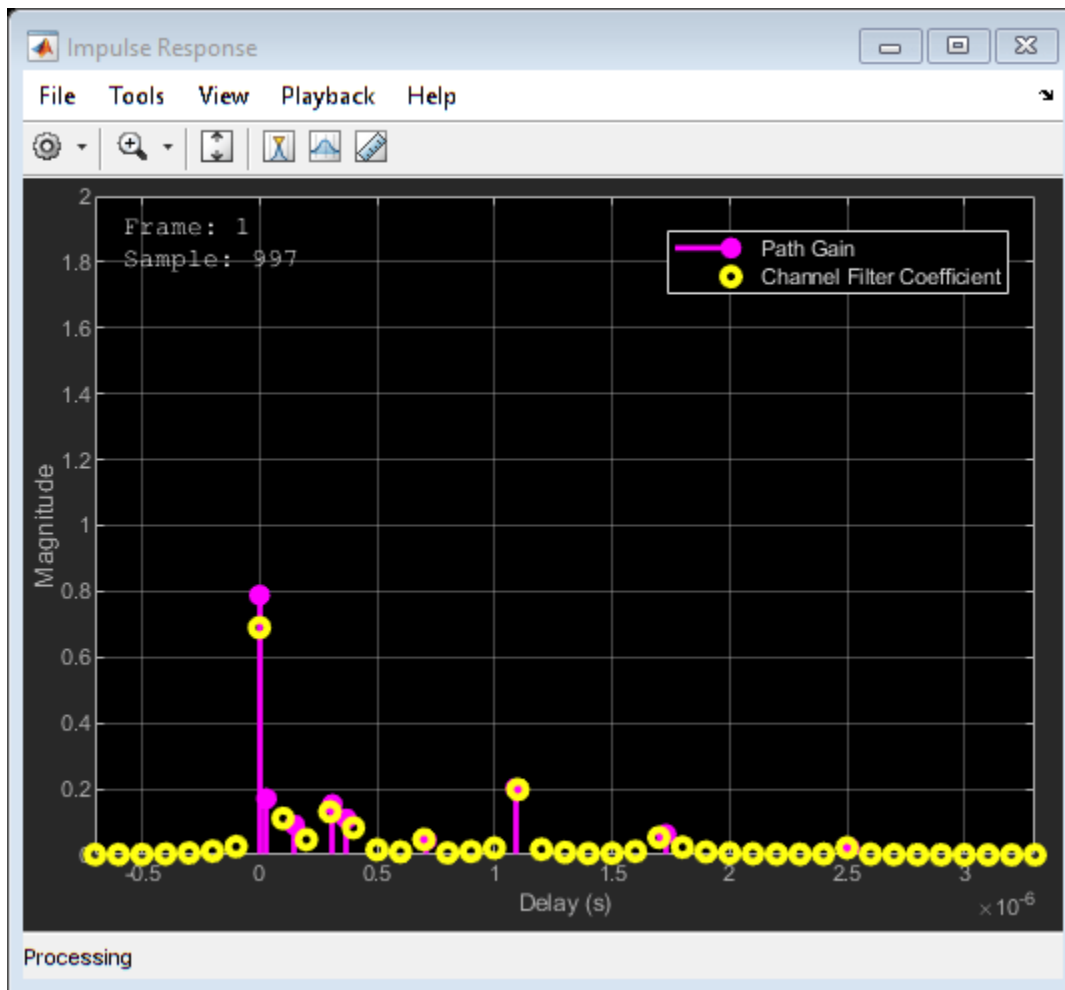 Impulse Response
File Tools View Playback Help
Frame: 1
Sample: 997
Path Gain
Channel Filter Coefficient
2
1.8
1.6
1.4
1.2
1
0.8
0.6
0.4
0.2
0
Magnitude
-0.5 0 0.5 1 1.5 2 2.5 3
Delay (s)
×10⁻⁶
Processing